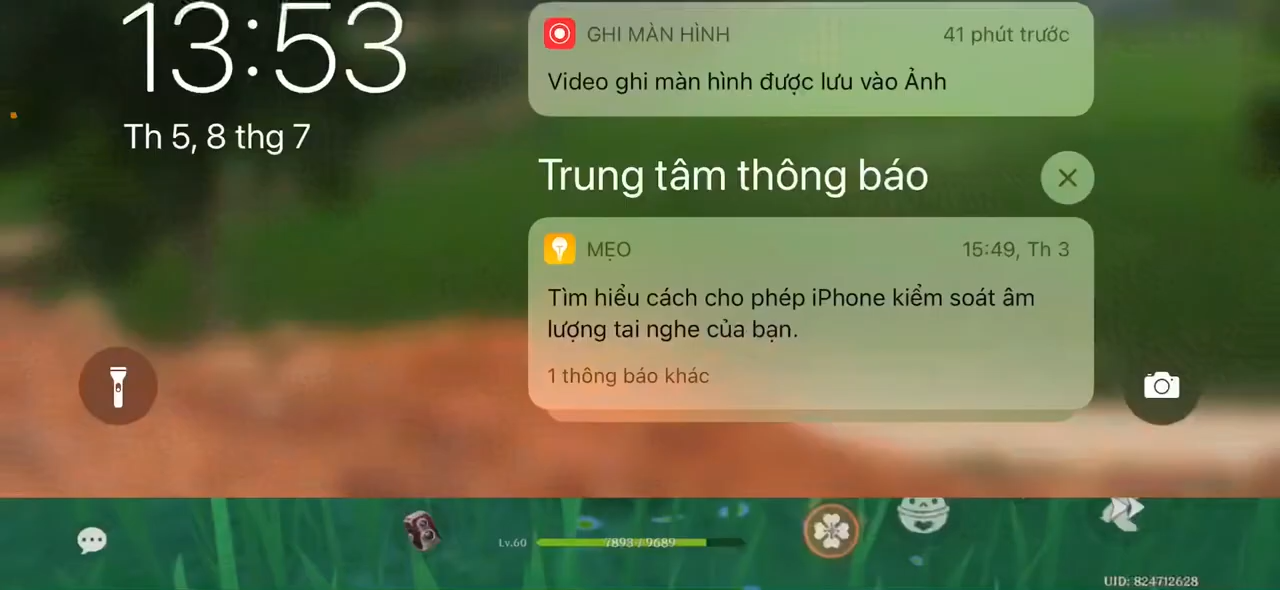 13:53
Th 5, 8 thg 7
GHI MÀN HÌNH
41 phút trước
Video ghi màn hình được lưu vào Ảnh
Trung tâm thông báo
MẸO
15:49, Th 3
Tìm hiểu cách cho phép iPhone kiểm soát âm
lượng tai nghe của bạn.
1 thông báo khác
Lv.60
7893/9689
UID: 824712628